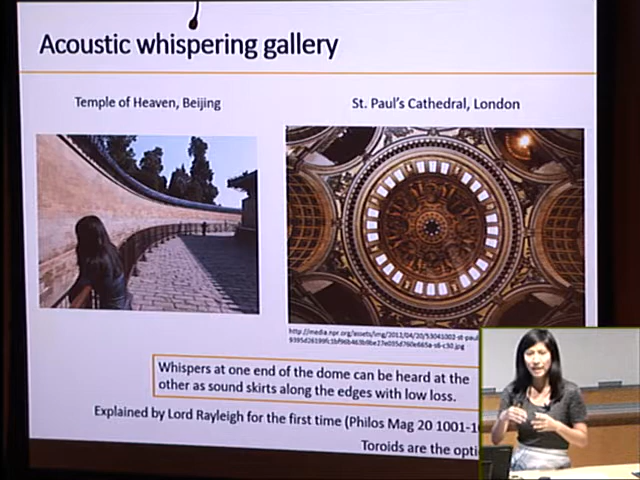 Acoustic whispering gallery
Temple of Heaven, Beijing
St. Paul's Cathedral, London
Whispers at one end of the dome can be heard at the
other as sound skirts along the edges with low loss.
Explained by Lord Rayleigh for the first time (Philos Mag 20 1001-1
Toroids are the opti